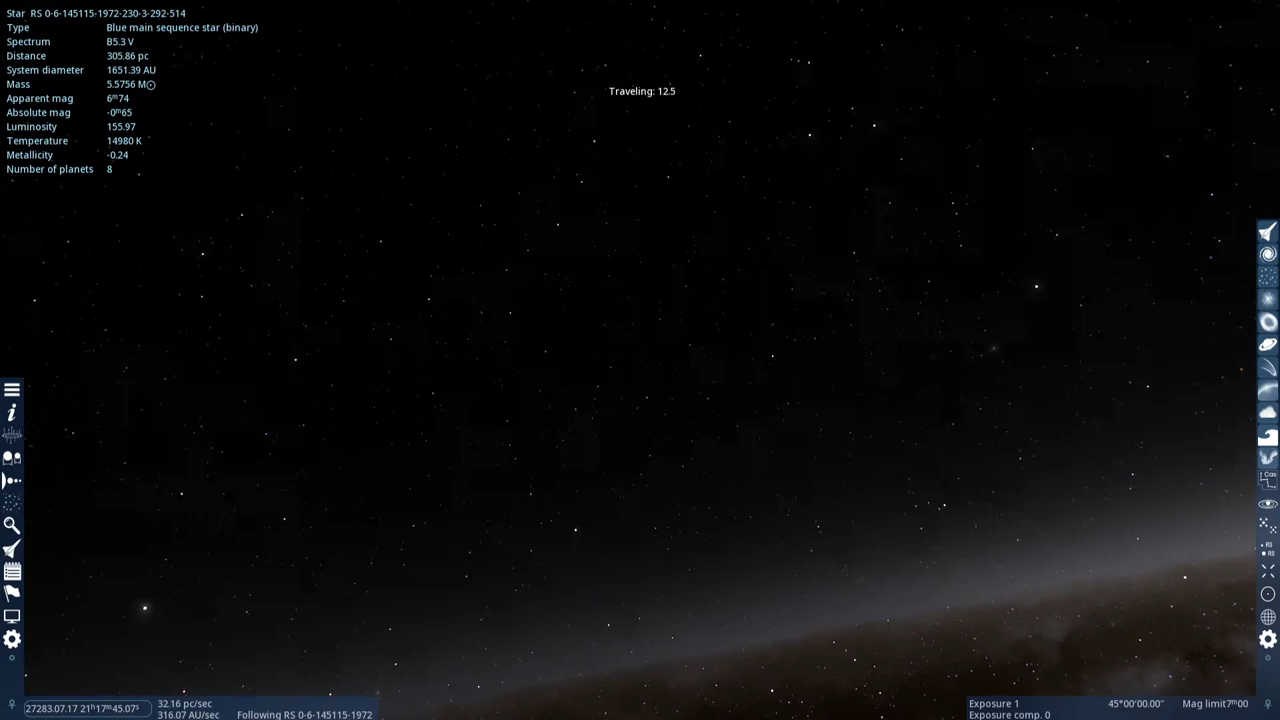 Star RS 0-6-145115-1972-230-3-292-514
Type Blue main sequence star (binary)
Spectrum B5.3 V
Distance 305.86 pc
System diameter 1651.39 AU
Mass 5.5756 M☉
Apparent mag 6ᵐ74
Absolute mag -0ᵐ65
Luminosity 155.97
Temperature 14980 K
Metallicity -0.24
Number of planets 8
Traveling: 12.5
Can
RS
RS
27283.07.17 21ʰ17ᵐ45.07ˢ
32.16 pc/sec
316.07 AU/sec Following RS 0-6-145115-1972
Exposure 1 45°00'00.00" Mag limit 7ᵐ00
Exposure comp. 0